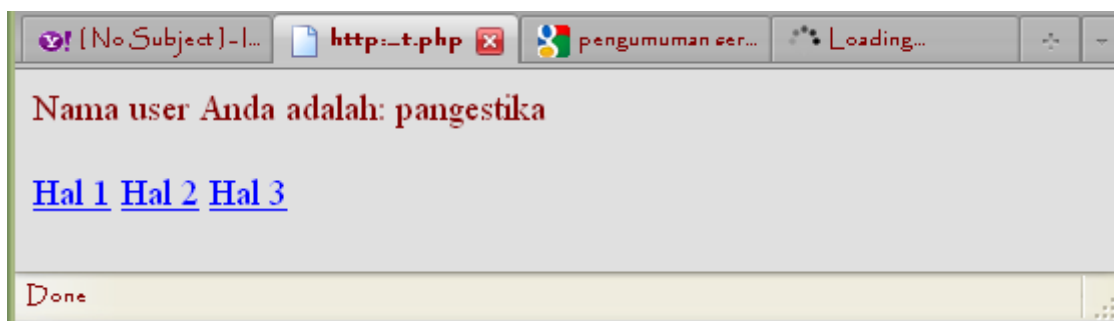 Y! (No Subject) - I... http:...t.php pengumuman ser... Loading...
Nama user Anda adalah: pangestika
Hal 1 Hal 2 Hal 3
Done